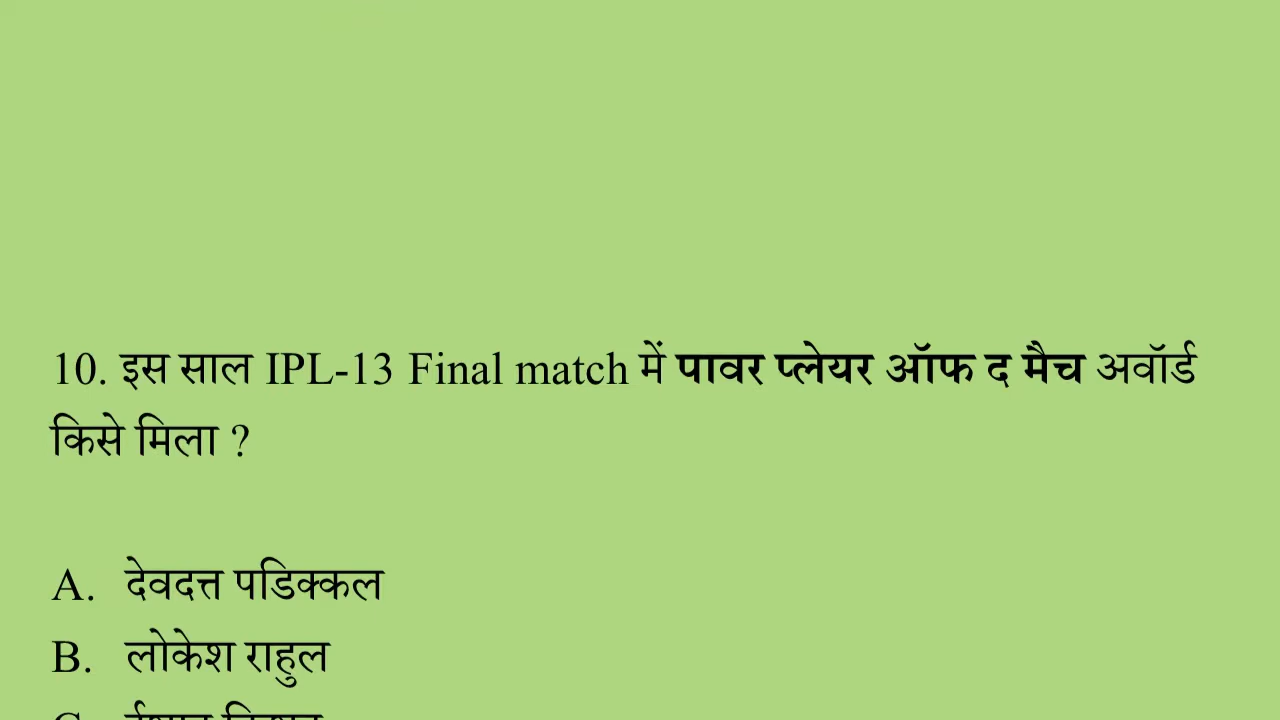 10. इस साल IPL-13 Final match में पावर प्लेयर ऑफ द मैच अवॉर्ड
किसे मिला ?
A. देवदत्त पडिक्कल
B. लोकेश राहुल